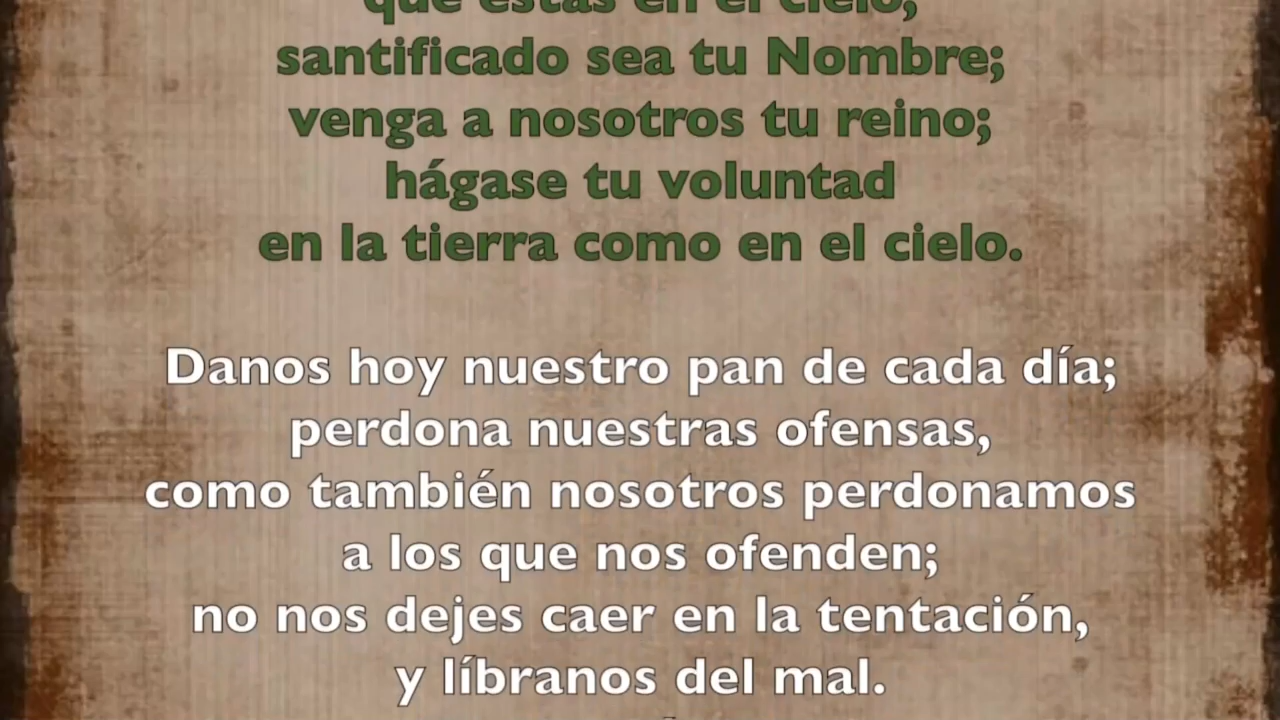 que estás en el cielo,
santificado sea tu Nombre;
venga a nosotros tu reino;
hágase tu voluntad
en la tierra como en el cielo.
Danos hoy nuestro pan de cada día;
perdona nuestras ofensas,
como también nosotros perdonamos
a los que nos ofenden;
no nos dejes caer en la tentación,
y líbranos del mal.